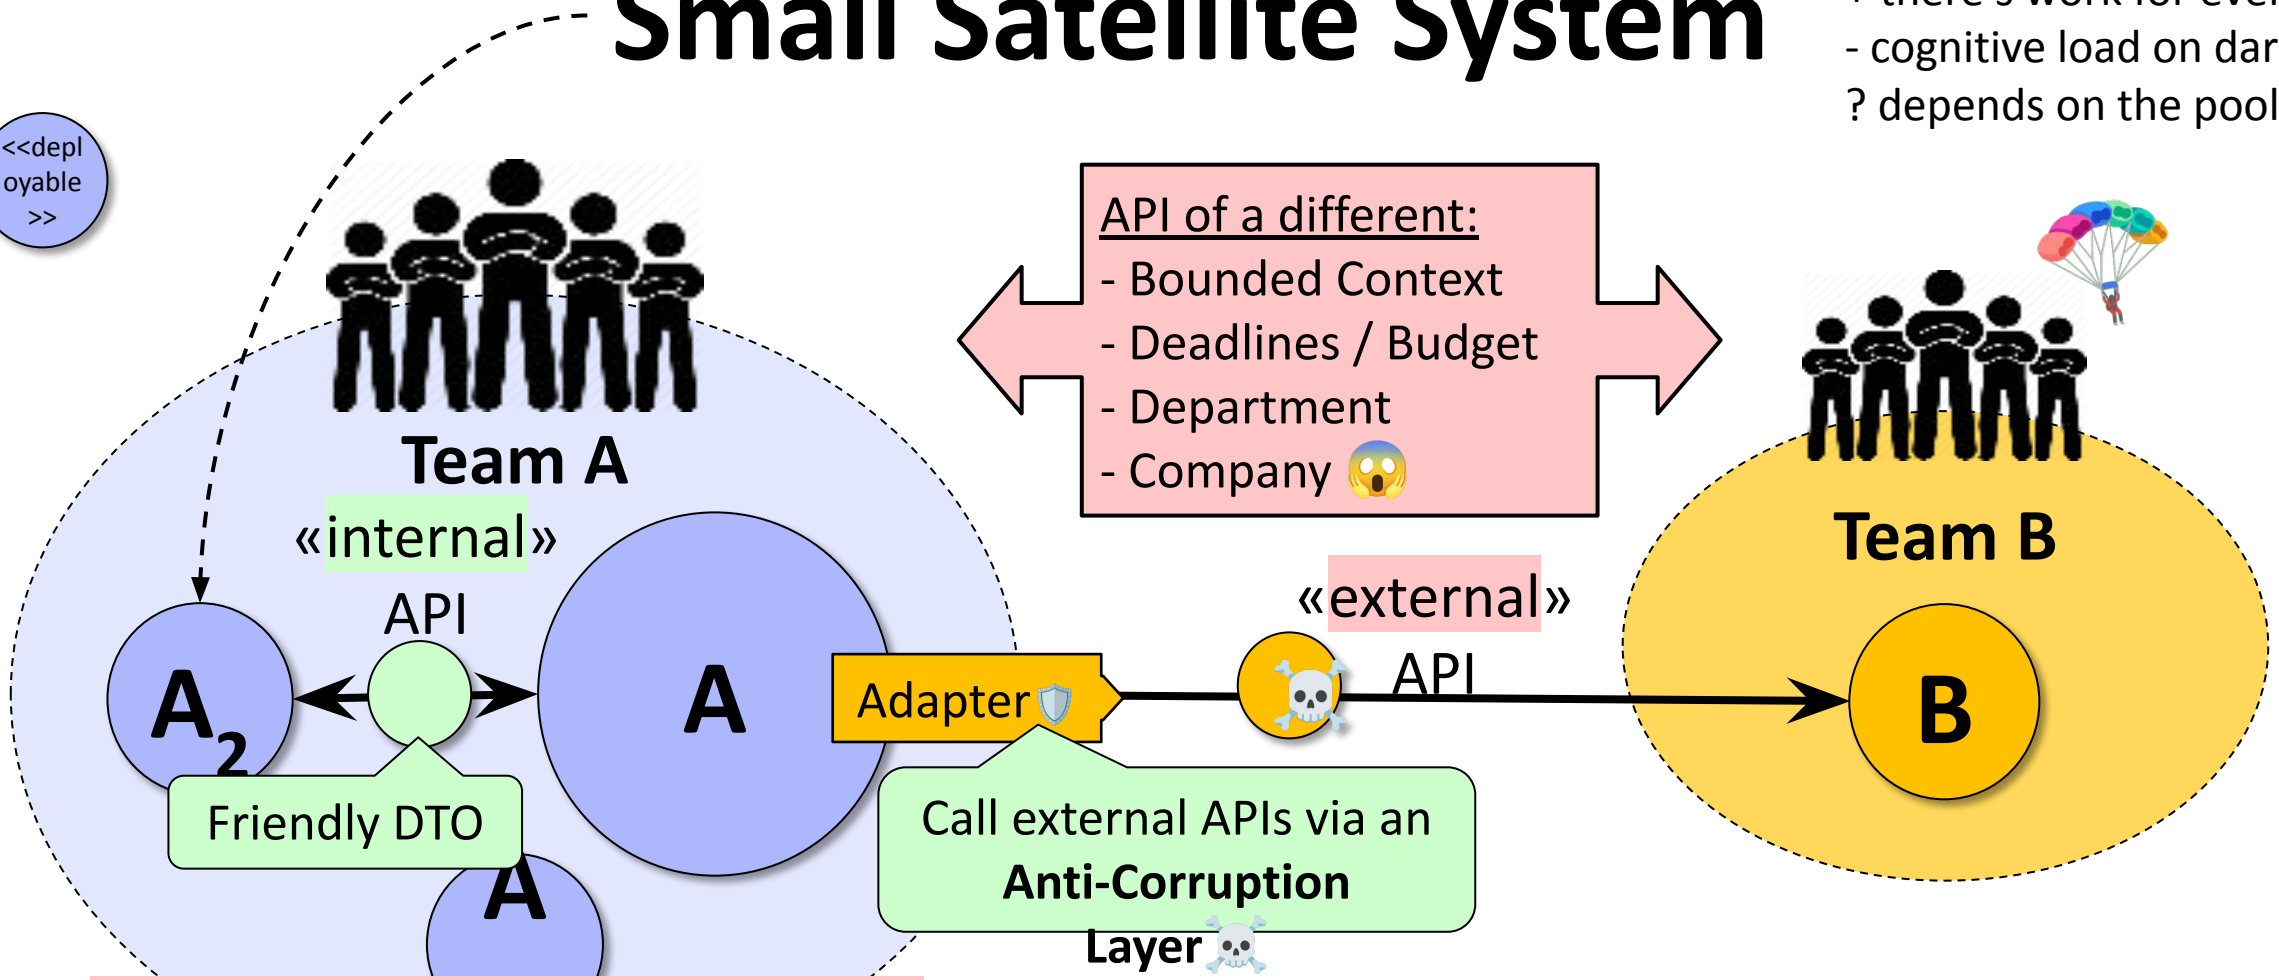 Small Satellite System
- cognitive load on dar
? depends on the pool
<<depl
oyable
>>
API of a different:
- Bounded Context
- Deadlines / Budget
- Department
- Company 😱
Team A
«internal»
API
Team B
«external»
API
A2
A
Adapter🛡️
B
Friendly DTO
Call external APIs via an
Anti-Corruption
Layer☠️
A